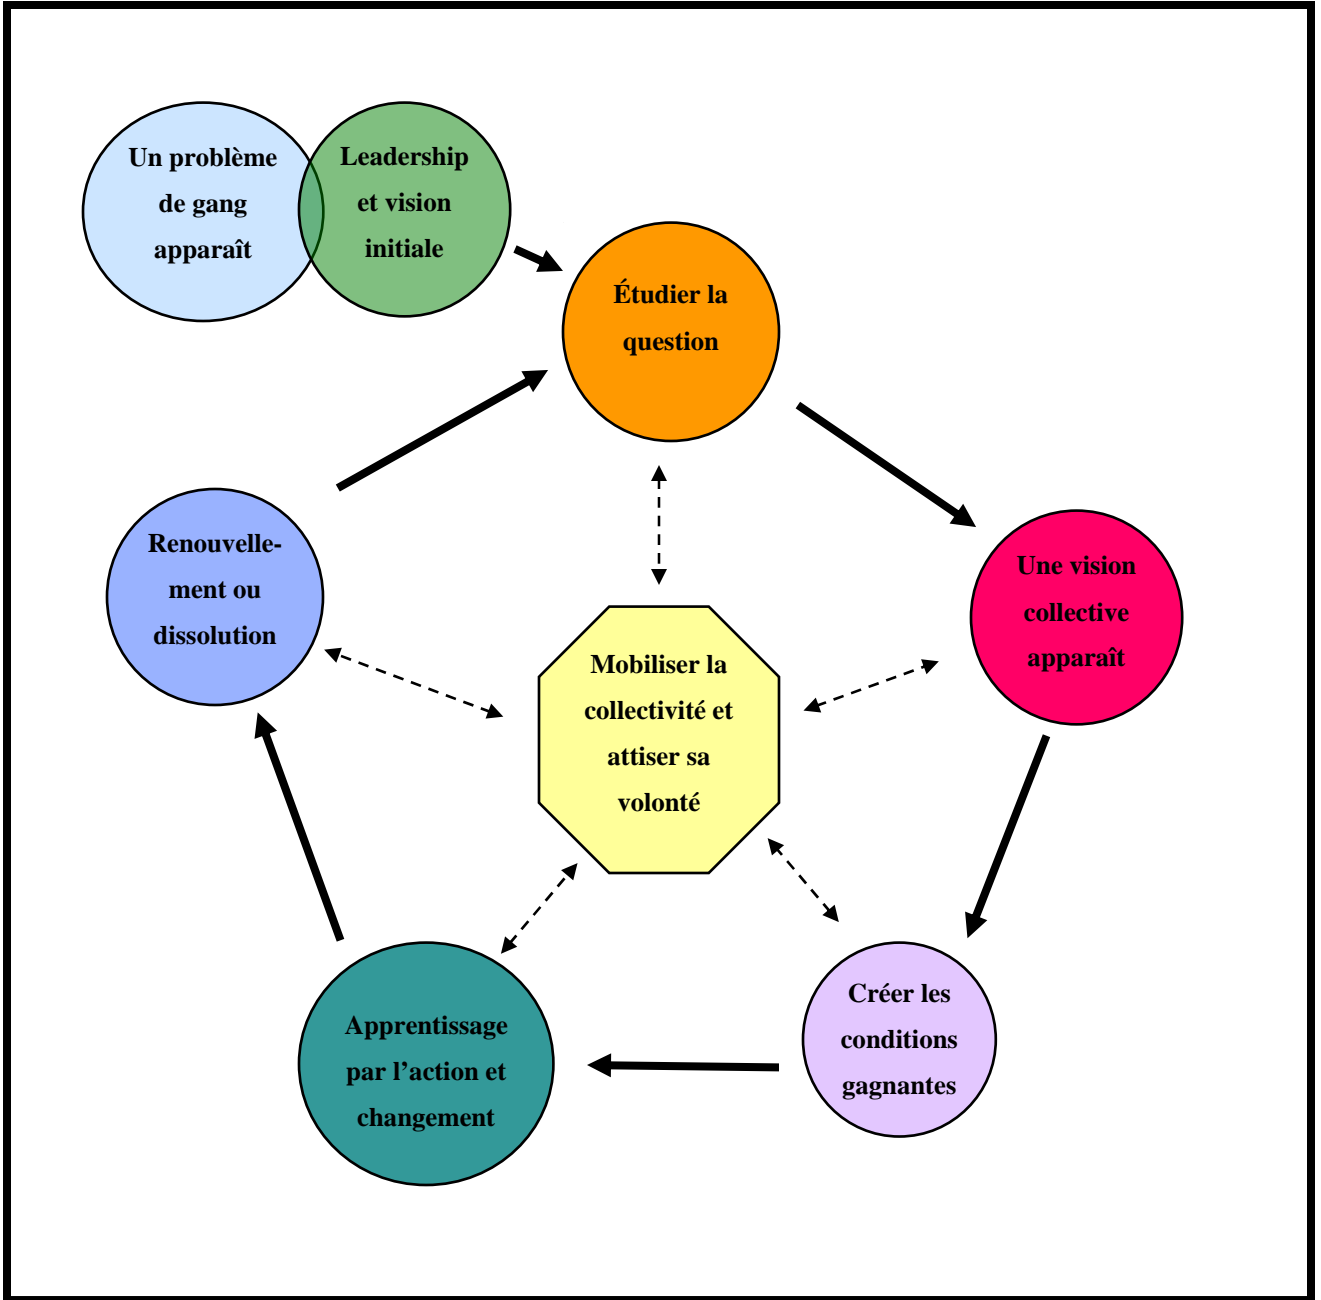 Un problème
de gang
apparaît
Leadership
et vision
initiale
Étudier la
question
Une vision
collective
apparaît
Renouvelle-
ment ou
dissolution
Mobiliser la
collectivité et
attiser sa
volonté
Créer les
conditions
gagnantes
Apprentissage
par l’action et
changement